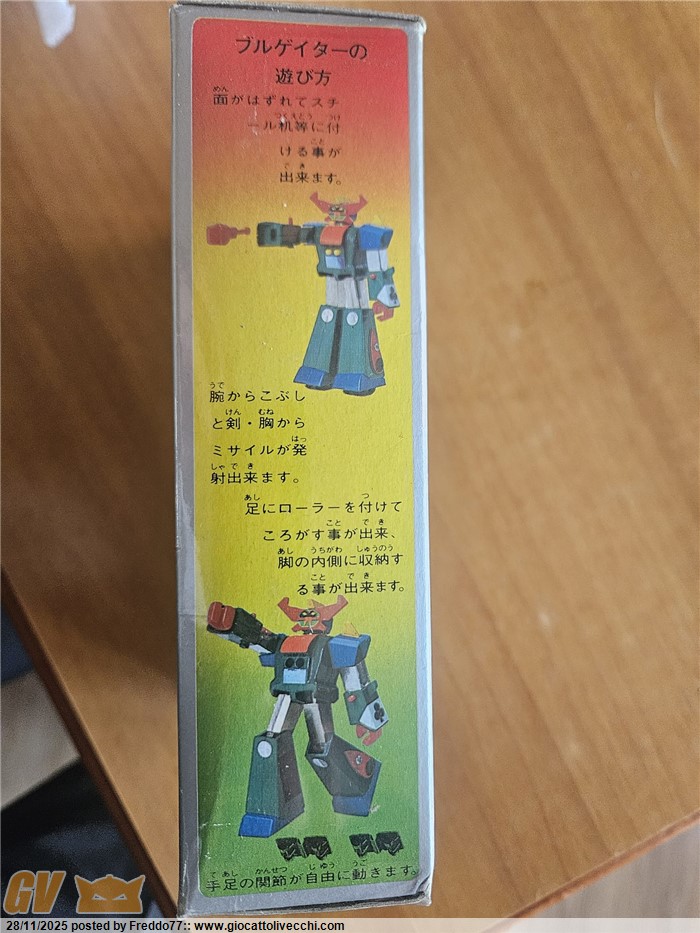 ブルゲイターの
遊び方
面がはずれてスチ
ール机等に付
ける事が
出来ます。
腕からこぶし
と剣・胸から
ミサイルが発
射出来ます。
足にローラーを付けて
ころがす事が出来、
脚の内側に収納す
る事が出来ます。
手足の関節が自由に動きます。
GV
28/11/2025 posted by Freddo77:: www.giocattolivecchi.com